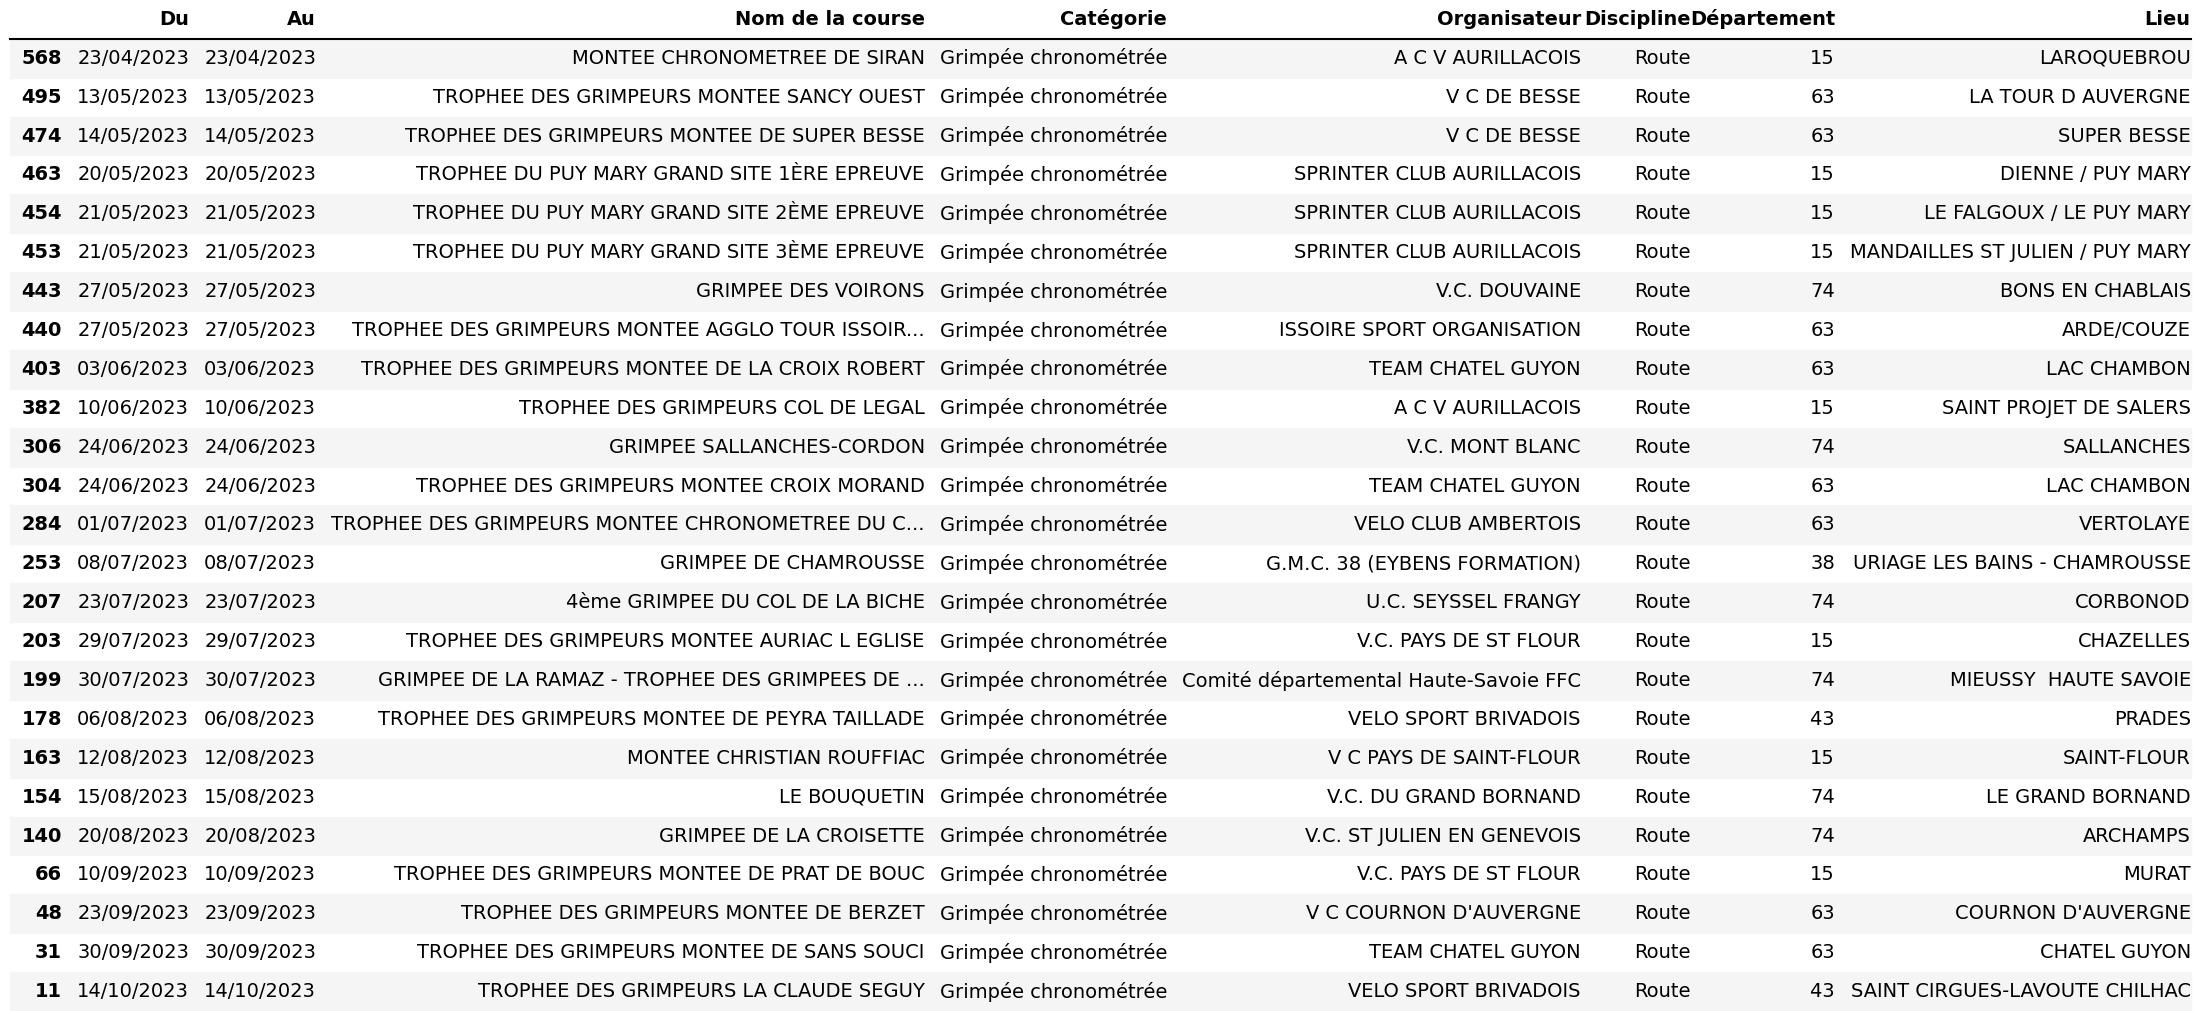 Du Au Nom de la course Catégorie Organisateur Discipline Département Lieu
568 23/04/2023 23/04/2023 MONTEE CHRONOMETREE DE SIRAN Grimpée chronométrée A C V AURILLACOIS Route 15 LAROQUEBROU
495 13/05/2023 13/05/2023 TROPHEE DES GRIMPEURS MONTEE SANCY OUEST Grimpée chronométrée V C DE BESSE Route 63 LA TOUR D AUVERGNE
474 14/05/2023 14/05/2023 TROPHEE DES GRIMPEURS MONTEE DE SUPER BESSE Grimpée chronométrée V C DE BESSE Route 63 SUPER BESSE
463 20/05/2023 20/05/2023 TROPHEE DU PUY MARY GRAND SITE 1ÈRE EPREUVE Grimpée chronométrée SPRINTER CLUB AURILLACOIS Route 15 DIENNE / PUY MARY
454 21/05/2023 21/05/2023 TROPHEE DU PUY MARY GRAND SITE 2ÈME EPREUVE Grimpée chronométrée SPRINTER CLUB AURILLACOIS Route 15 LE FALGOUX / LE PUY MARY
453 21/05/2023 21/05/2023 TROPHEE DU PUY MARY GRAND SITE 3ÈME EPREUVE Grimpée chronométrée SPRINTER CLUB AURILLACOIS Route 15 MANDAILLES ST JULIEN / PUY MARY
443 27/05/2023 27/05/2023 GRIMPEE DES VOIRONS Grimpée chronométrée V.C. DOUVAINE Route 74 BONS EN CHABLAIS
440 27/05/2023 27/05/2023 TROPHEE DES GRIMPEURS MONTEE AGGLO TOUR ISSOIR... Grimpée chronométrée ISSOIRE SPORT ORGANISATION Route 63 ARDE/COUZE
403 03/06/2023 03/06/2023 TROPHEE DES GRIMPEURS MONTEE DE LA CROIX ROBERT Grimpée chronométrée TEAM CHATEL GUYON Route 63 LAC CHAMBON
382 10/06/2023 10/06/2023 TROPHEE DES GRIMPEURS COL DE LEGAL Grimpée chronométrée A C V AURILLACOIS Route 15 SAINT PROJET DE SALERS
306 24/06/2023 24/06/2023 GRIMPEE SALLANCHES-CORDON Grimpée chronométrée V.C. MONT BLANC Route 74 SALLANCHES
304 24/06/2023 24/06/2023 TROPHEE DES GRIMPEURS MONTEE CROIX MORAND Grimpée chronométrée TEAM CHATEL GUYON Route 63 LAC CHAMBON
284 01/07/2023 01/07/2023 TROPHEE DES GRIMPEURS MONTEE CHRONOMETREE DU C... Grimpée chronométrée VELO CLUB AMBERTOIS Route 63 VERTOLAYE
253 08/07/2023 08/07/2023 GRIMPEE DE CHAMROUSSE Grimpée chronométrée G.M.C. 38 (EYBENS FORMATION) Route 38 URIAGE LES BAINS - CHAMROUSSE
207 23/07/2023 23/07/2023 4ème GRIMPEE DU COL DE LA BICHE Grimpée chronométrée U.C. SEYSSEL FRANGY Route 74 CORBONOD
203 29/07/2023 29/07/2023 TROPHEE DES GRIMPEURS MONTEE AURIAC L EGLISE Grimpée chronométrée V.C. PAYS DE ST FLOUR Route 15 CHAZELLES
199 30/07/2023 30/07/2023 GRIMPEE DE LA RAMAZ - TROPHEE DES GRIMPEES DE ... Grimpée chronométrée Comité départemental Haute-Savoie FFC Route 74 MIEUSSY  HAUTE SAVOIE
178 06/08/2023 06/08/2023 TROPHEE DES GRIMPEURS MONTEE DE PEYRA TAILLADE Grimpée chronométrée VELO SPORT BRIVADOIS Route 43 PRADES
163 12/08/2023 12/08/2023 MONTEE CHRISTIAN ROUFFIAC Grimpée chronométrée V C PAYS DE SAINT-FLOUR Route 15 SAINT-FLOUR
154 15/08/2023 15/08/2023 LE BOUQUETIN Grimpée chronométrée V.C. DU GRAND BORNAND Route 74 LE GRAND BORNAND
140 20/08/2023 20/08/2023 GRIMPEE DE LA CROISETTE Grimpée chronométrée V.C. ST JULIEN EN GENEVOIS Route 74 ARCHAMPS
66 10/09/2023 10/09/2023 TROPHEE DES GRIMPEURS MONTEE DE PRAT DE BOUC Grimpée chronométrée V.C. PAYS DE ST FLOUR Route 15 MURAT
48 23/09/2023 23/09/2023 TROPHEE DES GRIMPEURS MONTEE DE BERZET Grimpée chronométrée V C COURNON D'AUVERGNE Route 63 COURNON D'AUVERGNE
31 30/09/2023 30/09/2023 TROPHEE DES GRIMPEURS MONTEE DE SANS SOUCI Grimpée chronométrée TEAM CHATEL GUYON Route 63 CHATEL GUYON
11 14/10/2023 14/10/2023 TROPHEE DES GRIMPEURS LA CLAUDE SEGUY Grimpée chronométrée VELO SPORT BRIVADOIS Route 43 SAINT CIRGUES-LAVOUTE CHILHAC